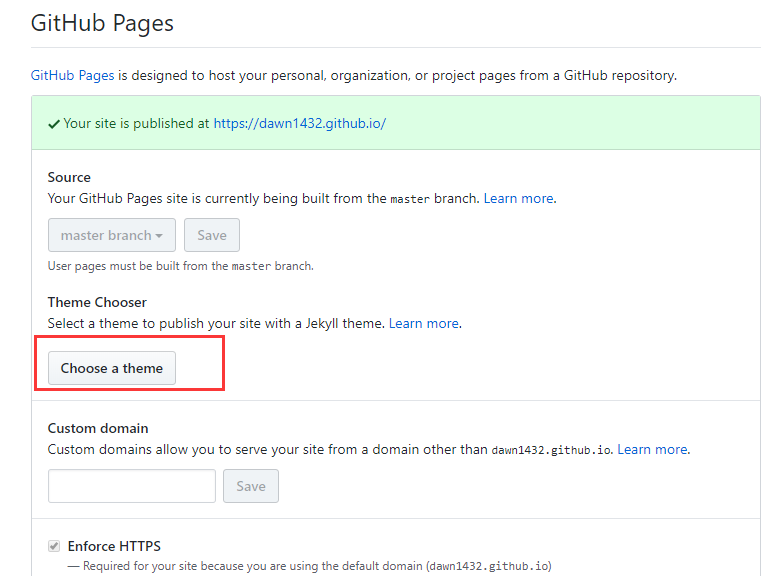 GitHub Pages
GitHub Pages is designed to host your personal, organization, or project pages from a GitHub repository.
Your site is published at https://dawn1432.github.io/
Source
Your GitHub Pages site is currently being built from the master branch. Learn more.
master branch Save
User pages must be built from the master branch.
Theme Chooser
Select a theme to publish your site with a Jekyll theme. Learn more.
Choose a theme
Custom domain
Custom domains allow you to serve your site from a domain other than dawn1432.github.io. Learn more.
Save
Enforce HTTPS
— Required for your site because you are using the default domain (dawn1432.github.io)